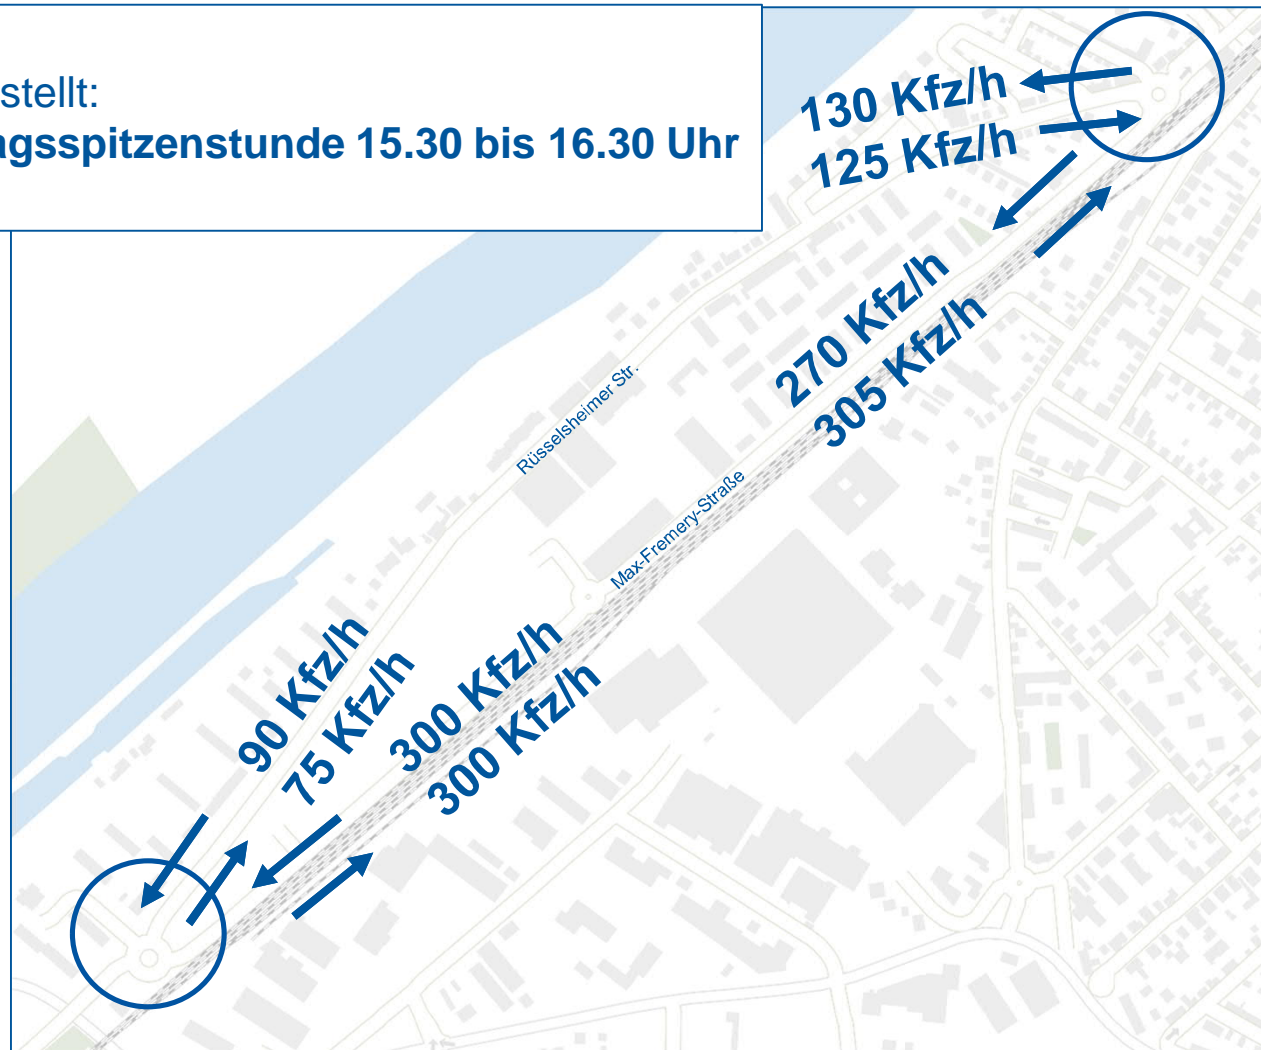 stellt:
agsspitzenstunde 15.30 bis 16.30 Uhr
130 Kfz/h
125 Kfz/h
270 Kfz/h
305 Kfz/h
Rüsselsheimer Str.
Max-Fremery-Straße
90 Kfz/h
75 Kfz/h
300 Kfz/h
300 Kfz/h